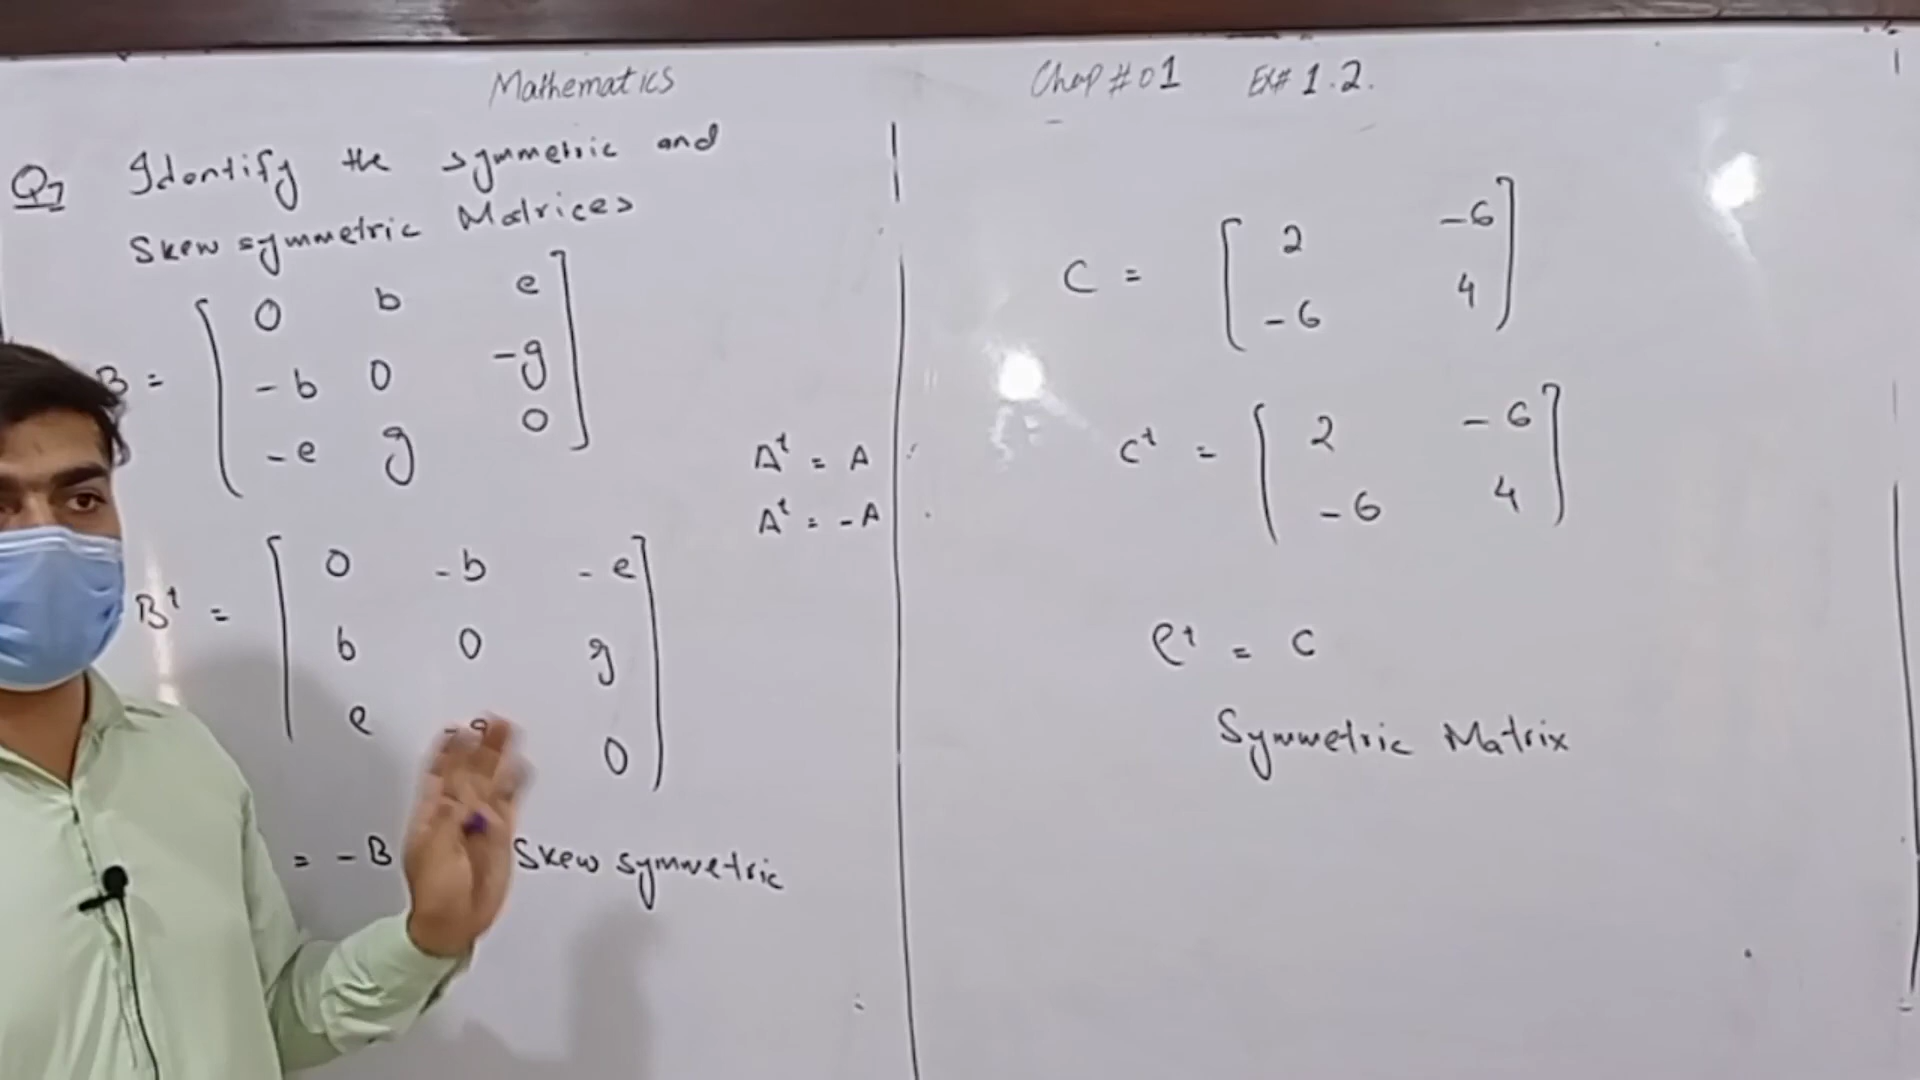 Mathematics
Chap # 01 Ex# 1.2.
Q7 Identify the symmetric and
Skew symmetric Matrices
B = [ 0 b e
-b 0 -g
-e g 0 ]
A^t = A
A^t = -A
B^t = [ 0 -b -e
b 0 g
e 0 ]
= -B Skew symmetric
C = [ 2 -6
-6 4 ]
C^t = [ 2 -6
-6 4 ]
C^t = C
Symmetric Matrix